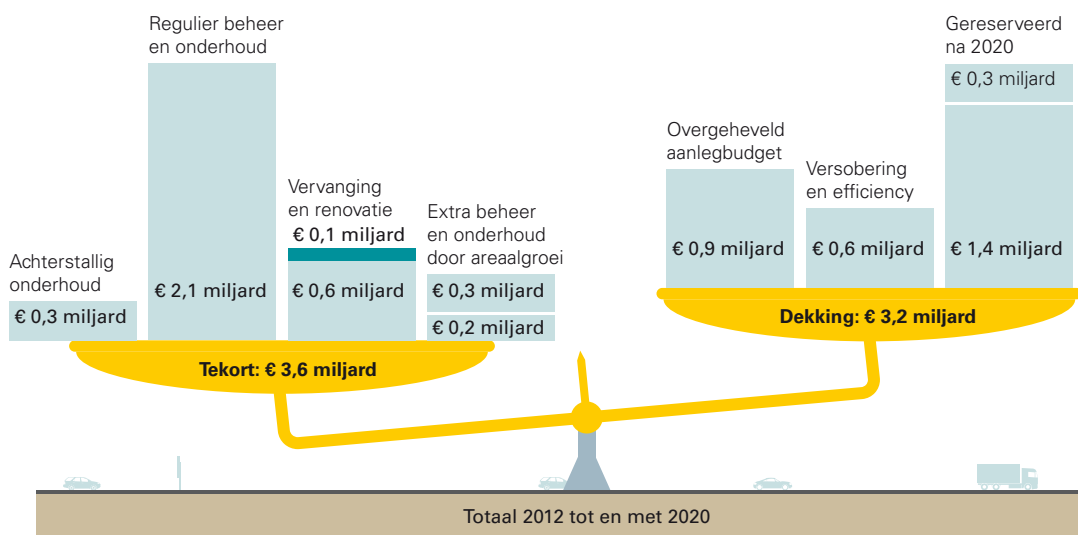 Regulier beheer
en onderhoud
Gereserveerd
na 2020
€ 0,3 miljard
Overgeheveld
aanlegbudget
Versobering
en efficiency
Vervanging
en renovatie
€ 0,1 miljard
Extra beheer
en onderhoud
door areaalgroei
Achterstallig
onderhoud
€ 0,3 miljard
€ 2,1 miljard
€ 0,6 miljard
€ 0,3 miljard
€ 0,2 miljard
€ 0,9 miljard
€ 0,6 miljard
€ 1,4 miljard
Tekort: € 3,6 miljard
Dekking: € 3,2 miljard
Totaal 2012 tot en met 2020